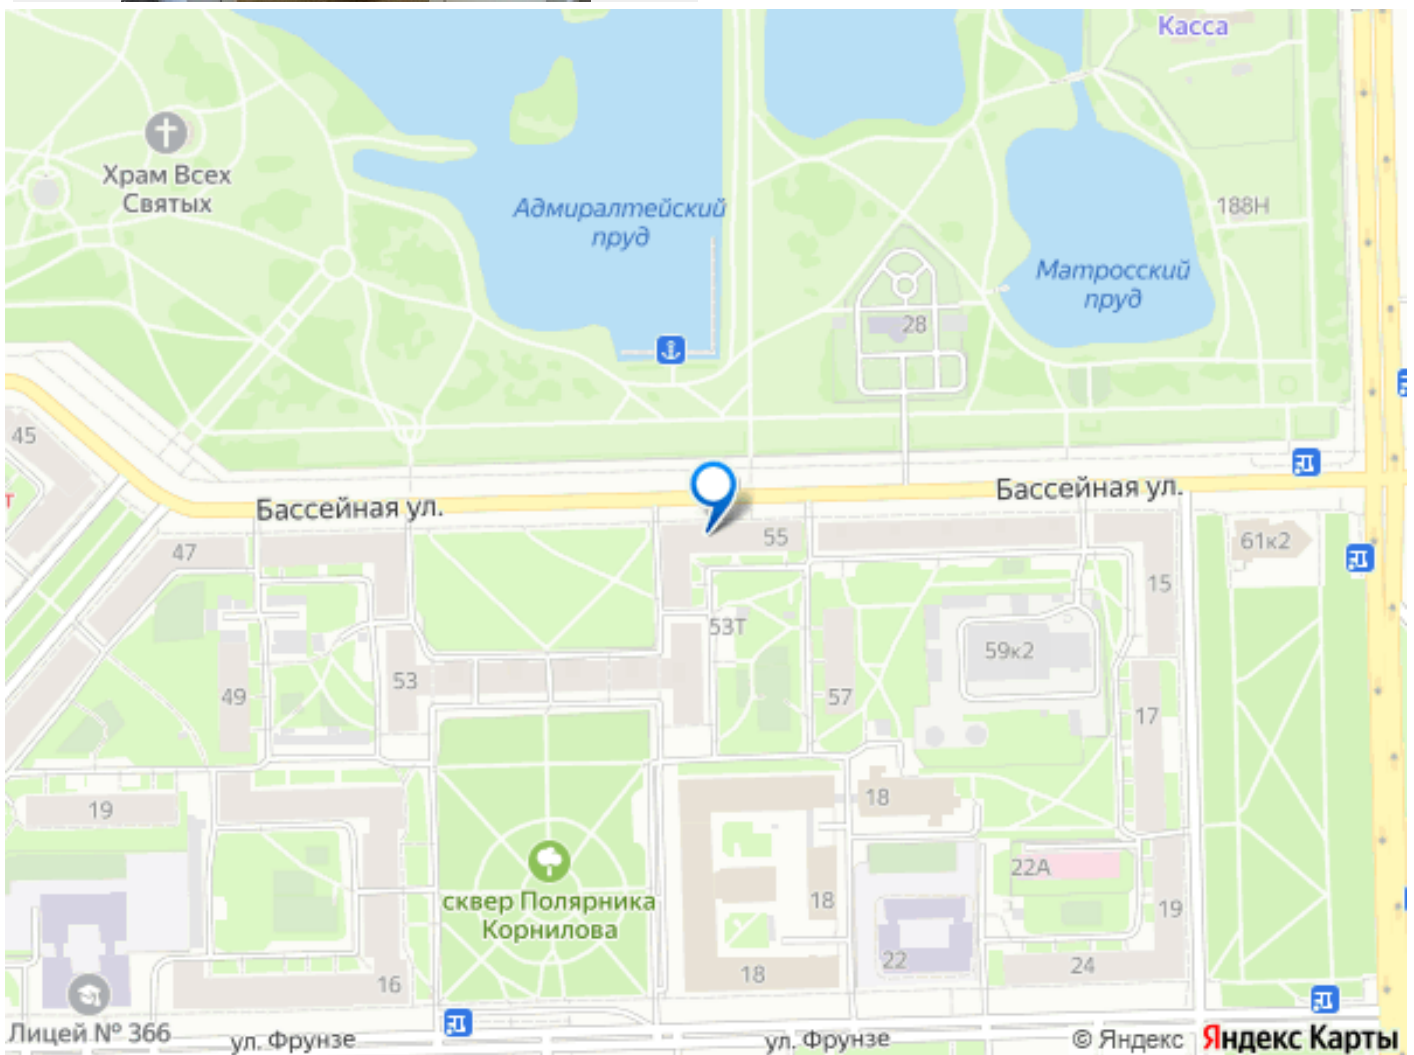 Касса
Храм Всех
Святых
Адмиралтейский
пруд
188Н
Матросский
пруд
28
45
т
Бассейная ул.
Бассейная ул.
47
55
61к2
15
53Т
59к2
53
49
57
17
19
18
22А
сквер Полярника
Корнилова
18
19
22
24
16
18
Лицей № 366
ул. Фрунзе
ул. Фрунзе
© Яндекс
Яндекс Карты